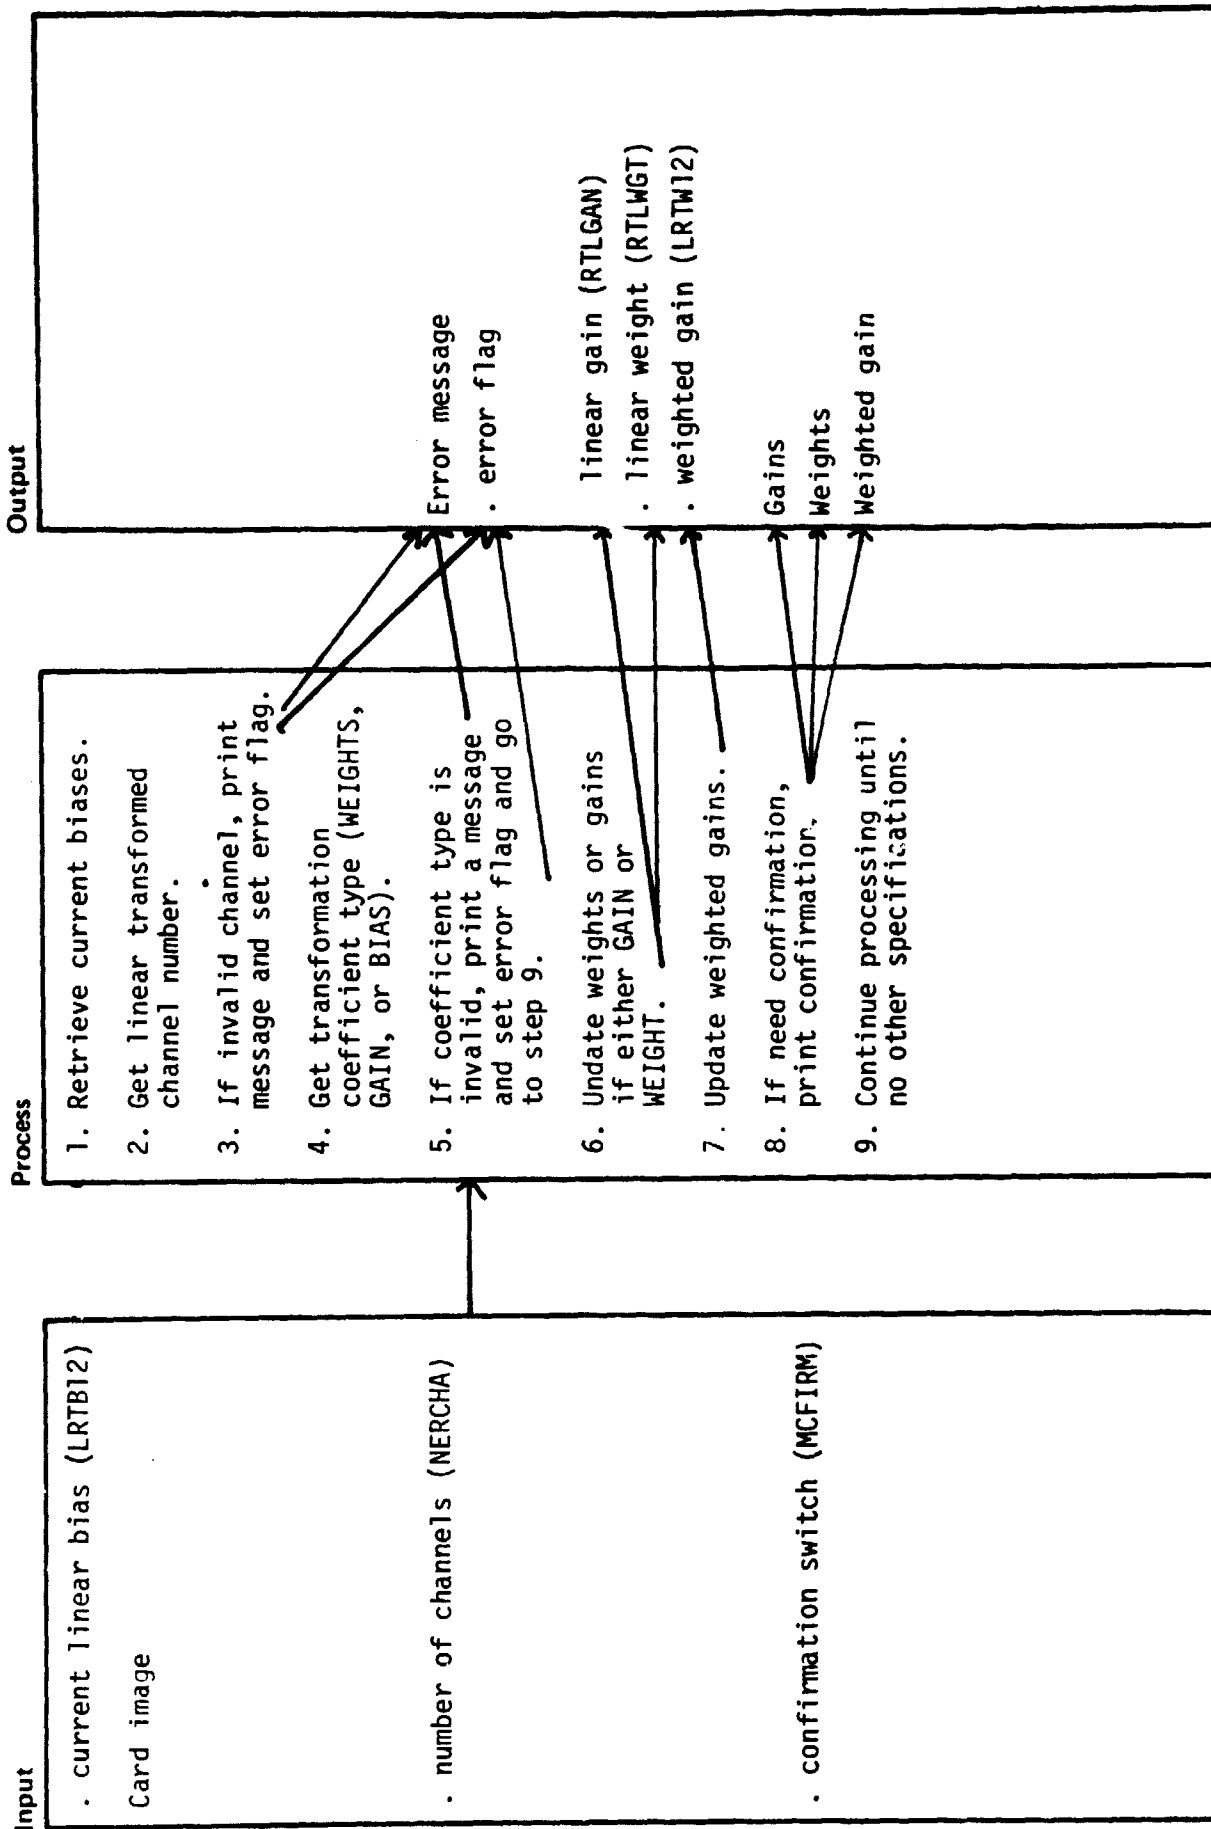 Input
. current linear bias (LRTB12)
Card image
. number of channels (NERCHA)
. confirmation switch (MCFIRM)
Process
1. Retrieve current biases.
2. Get linear transformed
channel number.
3. If invalid channel, print
message and set error flag.
4. Get transformation
coefficient type (WEIGHTS,
GAIN, or BIAS).
5. If coefficient type is
invalid, print a message
and set error flag and go
to step 9.
6. Undate weights or gains
if either GAIN or
WEIGHT.
7. Update weighted gains.
8. If need confirmation,
print confirmation.
9. Continue processing until
no other specifications.
Output
Error message
. error flag
linear gain (RTLGAN)
. linear weight (RTLWGT)
. weighted gain (LRTW12)
Gains
Weights
Weighted gain